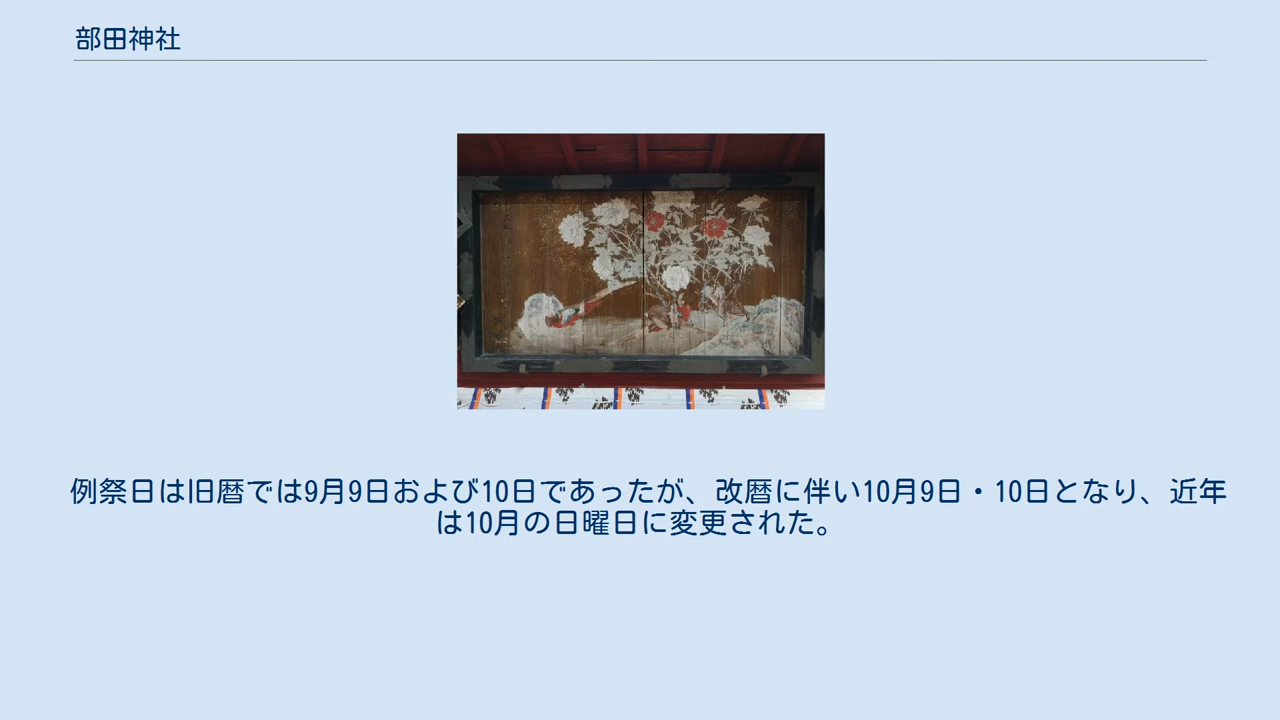 部田神社
例祭日は旧暦では9月9日および10日であったが、改暦に伴い10月9日・10日となり、近年
は10月の日曜日に変更された。